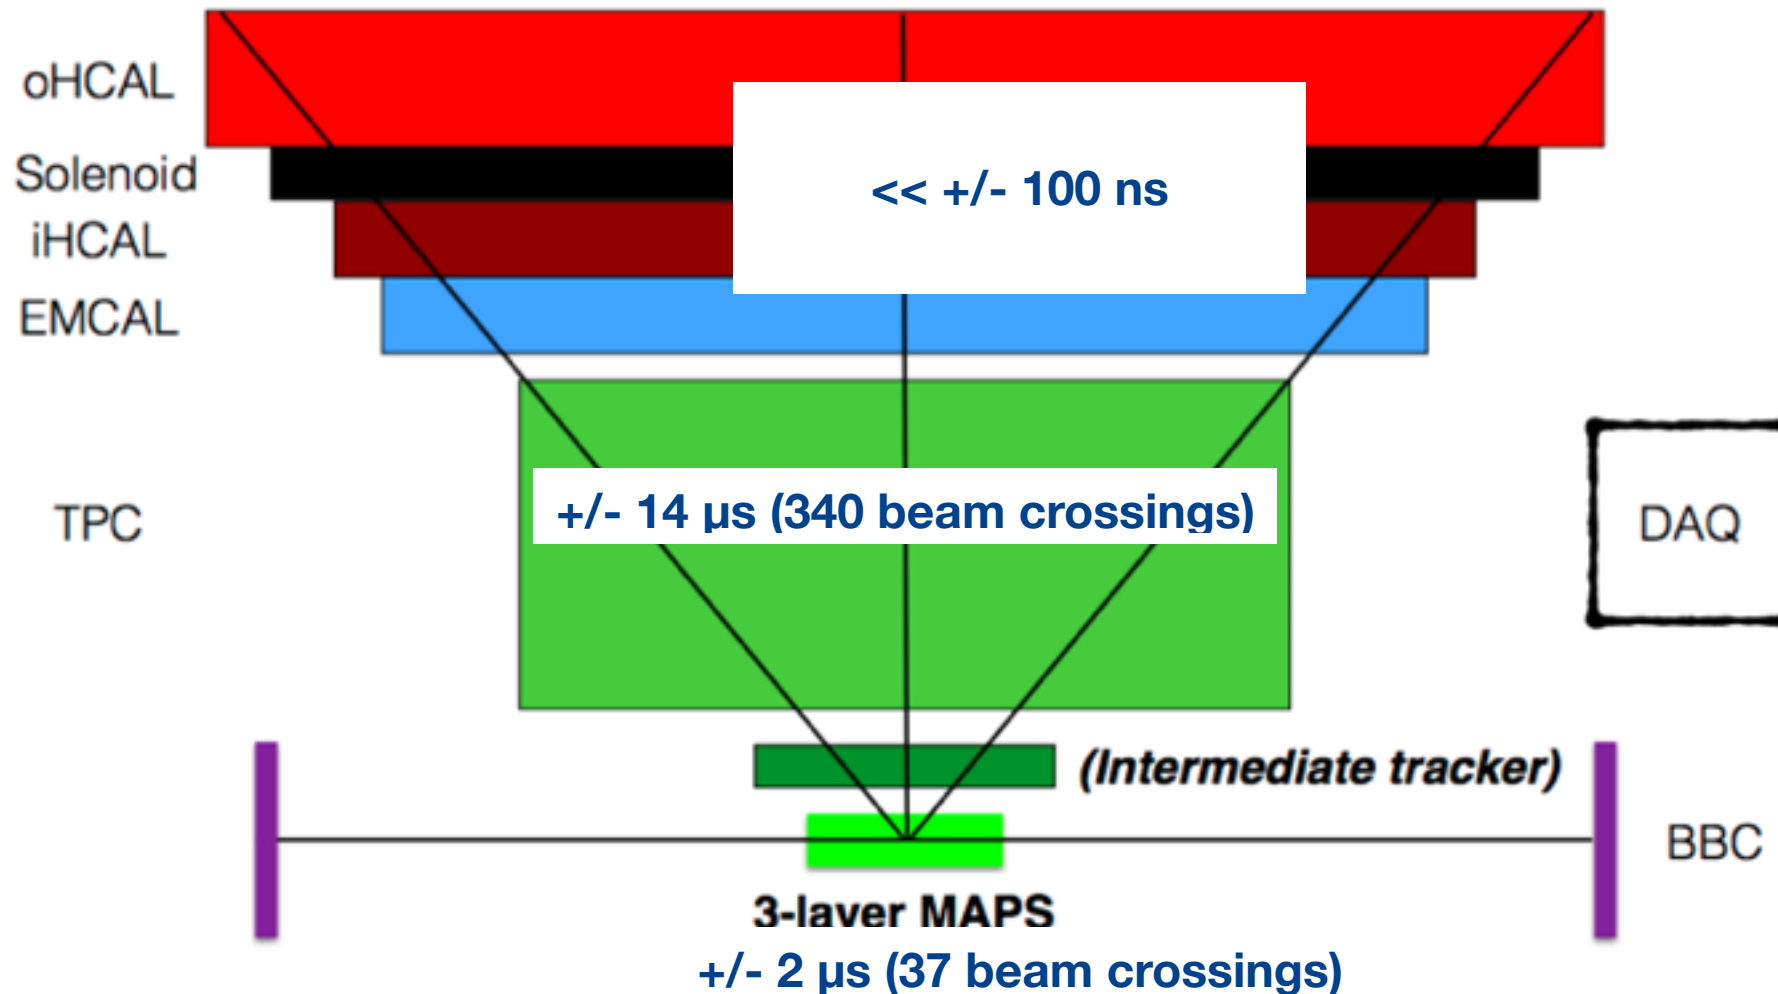 oHCAL
Solenoid
<< +/- 100 ns
iHCAL
EMCAL
+/- 14 µs (340 beam crossings)
TPC
DAQ
(Intermediate tracker)
BBC
3-layer MAPS
+/- 2 µs (37 beam crossings)